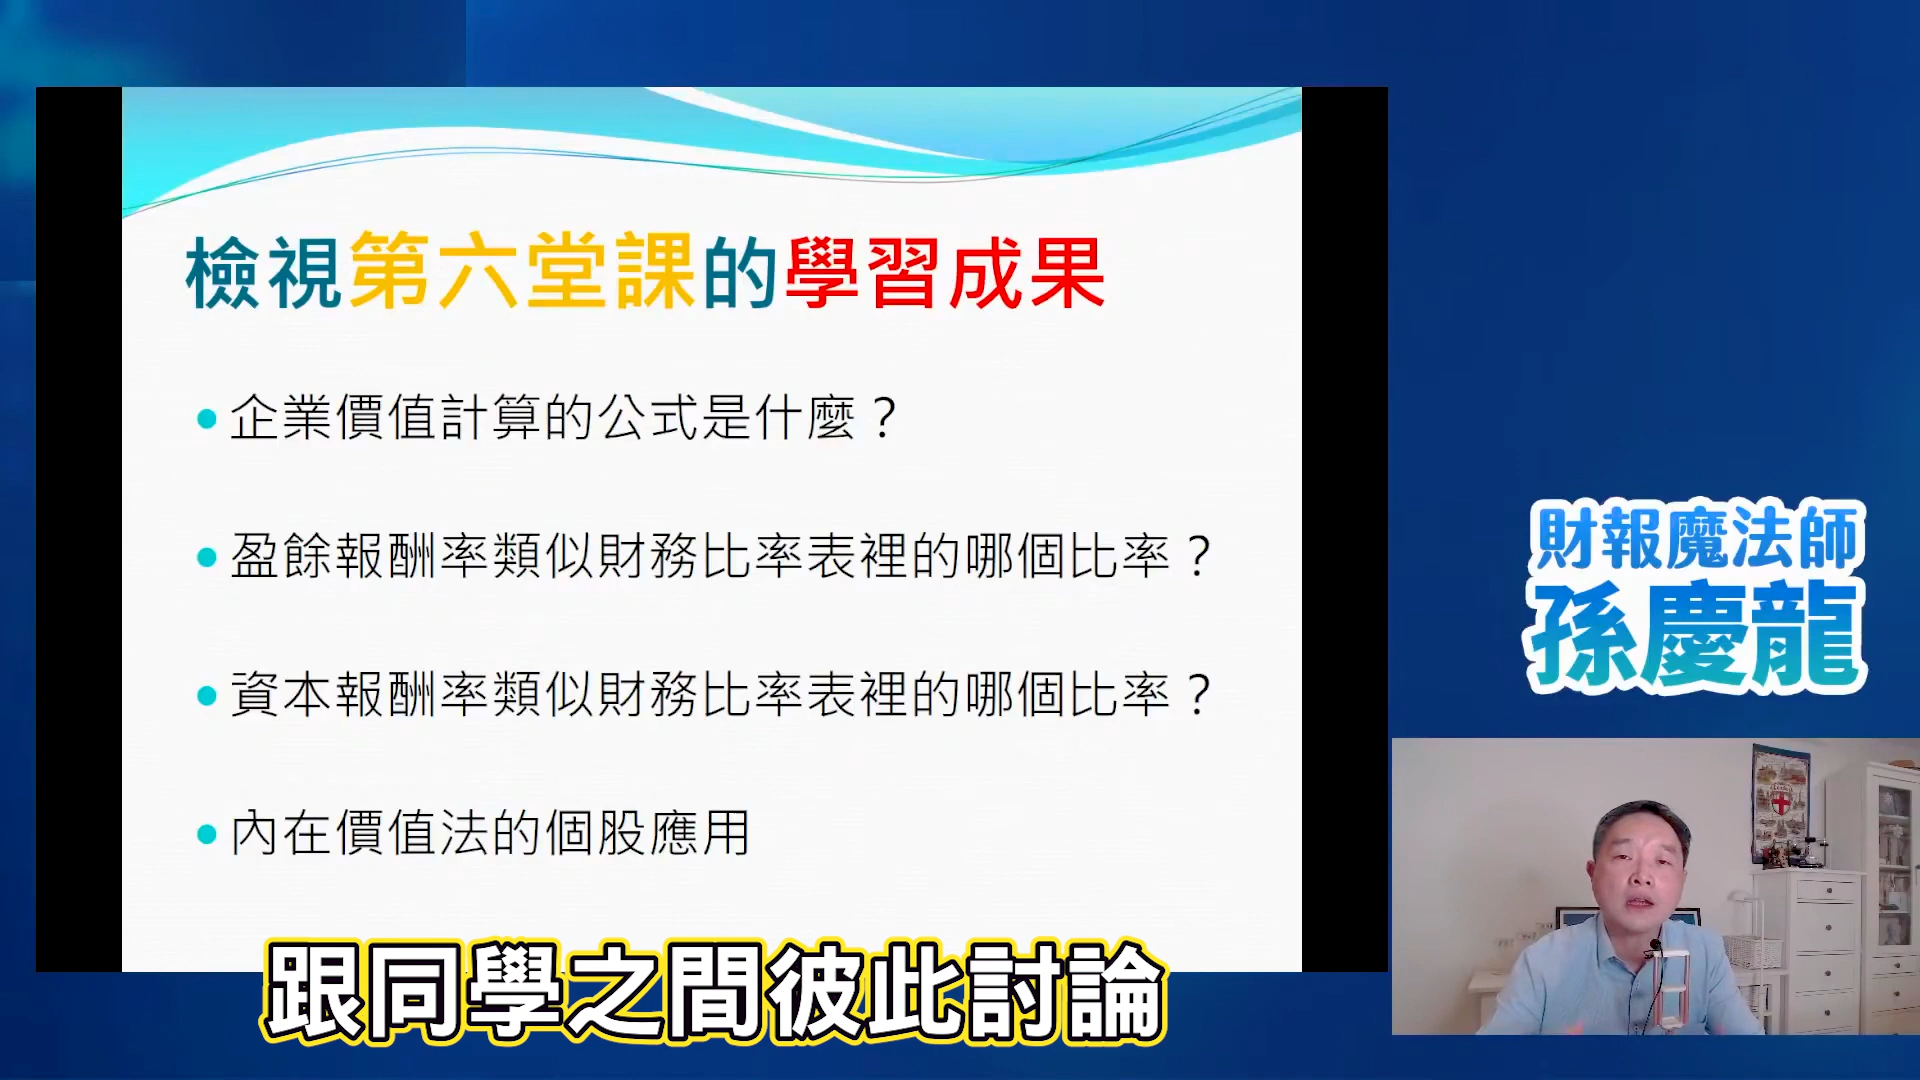 檢視第六堂課的學習成果
企業價值計算的公式是什麼？
盈餘報酬率類似財務比率表裡的哪個比率？
資本報酬率類似財務比率表裡的哪個比率？
內在價值法的個股應用
跟同學之間彼此討論
財報魔法師
孫慶龍